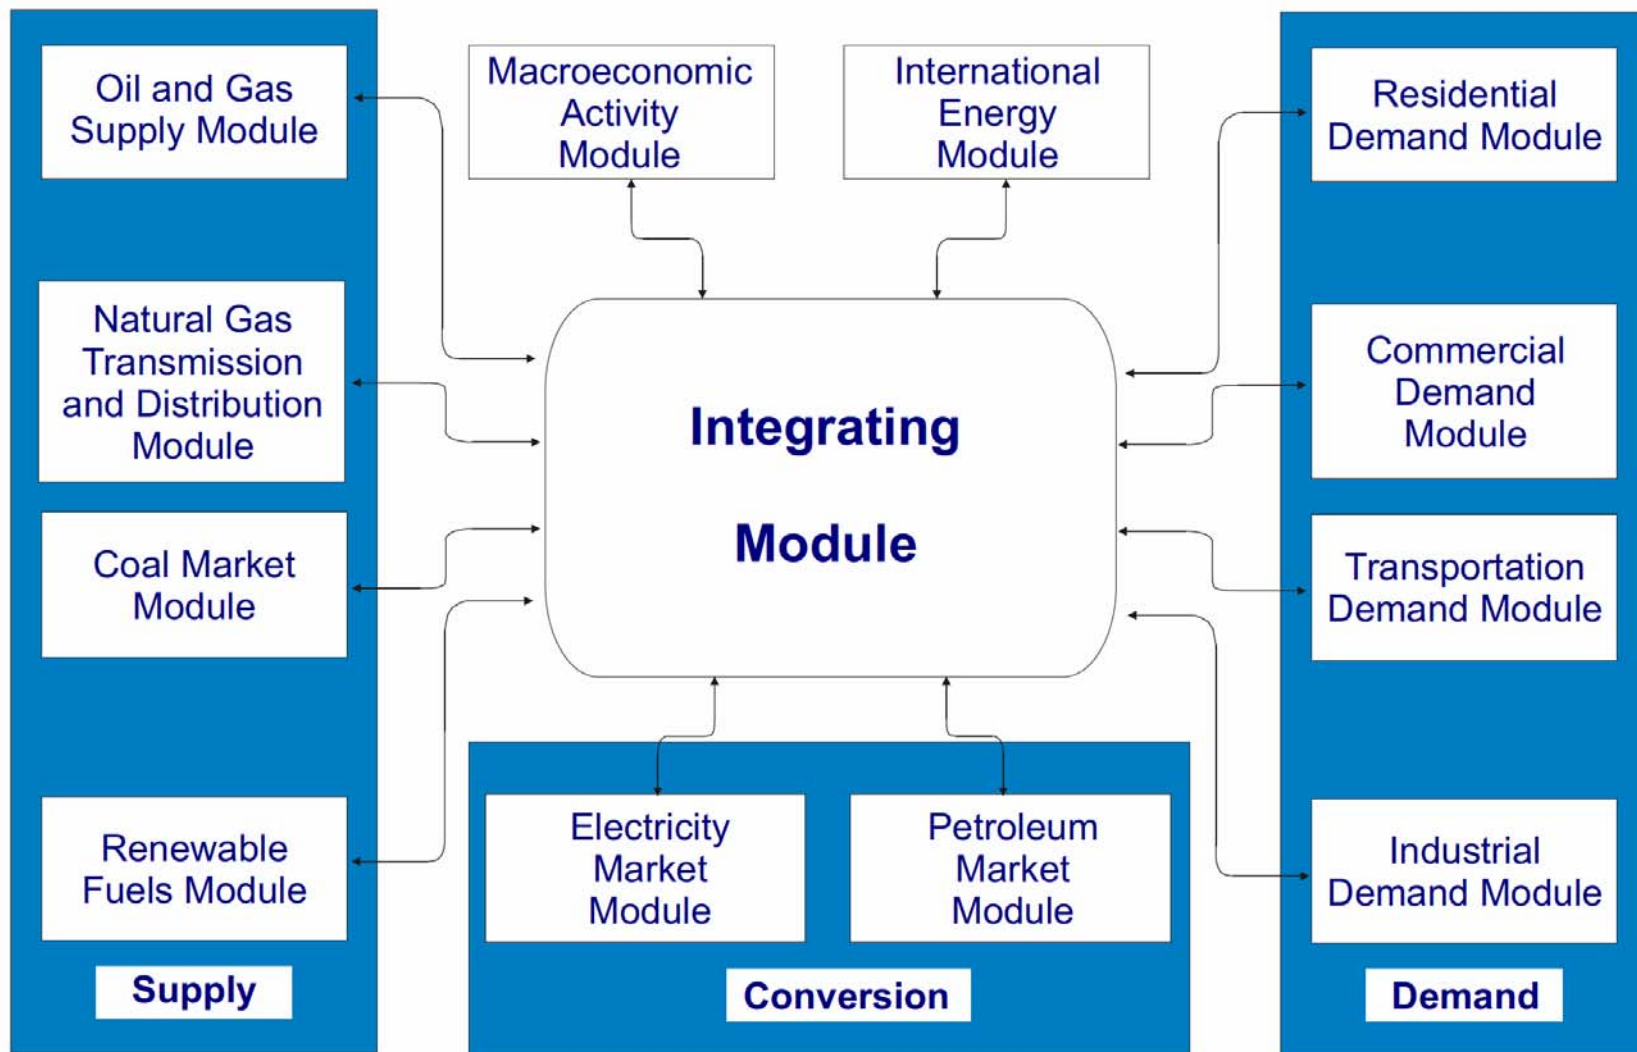 Oil and Gas
Supply Module
Natural Gas
Transmission
and Distribution
Module
Coal Market
Module
Renewable
Fuels Module
Supply
Macroeconomic
Activity
Module
International
Energy
Module
Integrating
Module
Electricity
Market
Module
Petroleum
Market
Module
Conversion
Residential
Demand Module
Commercial
Demand
Module
Transportation
Demand Module
Industrial
Demand Module
Demand